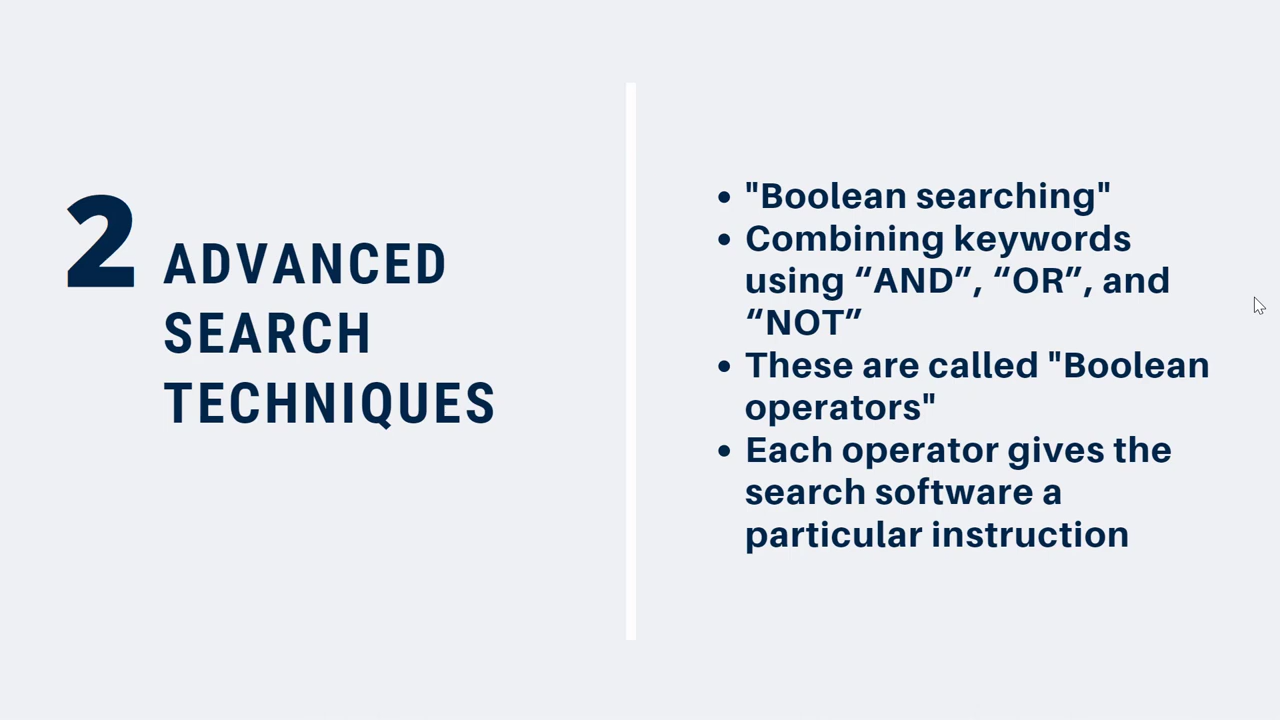 2 ADVANCED
SEARCH
TECHNIQUES
• "Boolean searching"
• Combining keywords
using “AND”, “OR”, and
“NOT”
• These are called "Boolean
operators"
• Each operator gives the
search software a
particular instruction